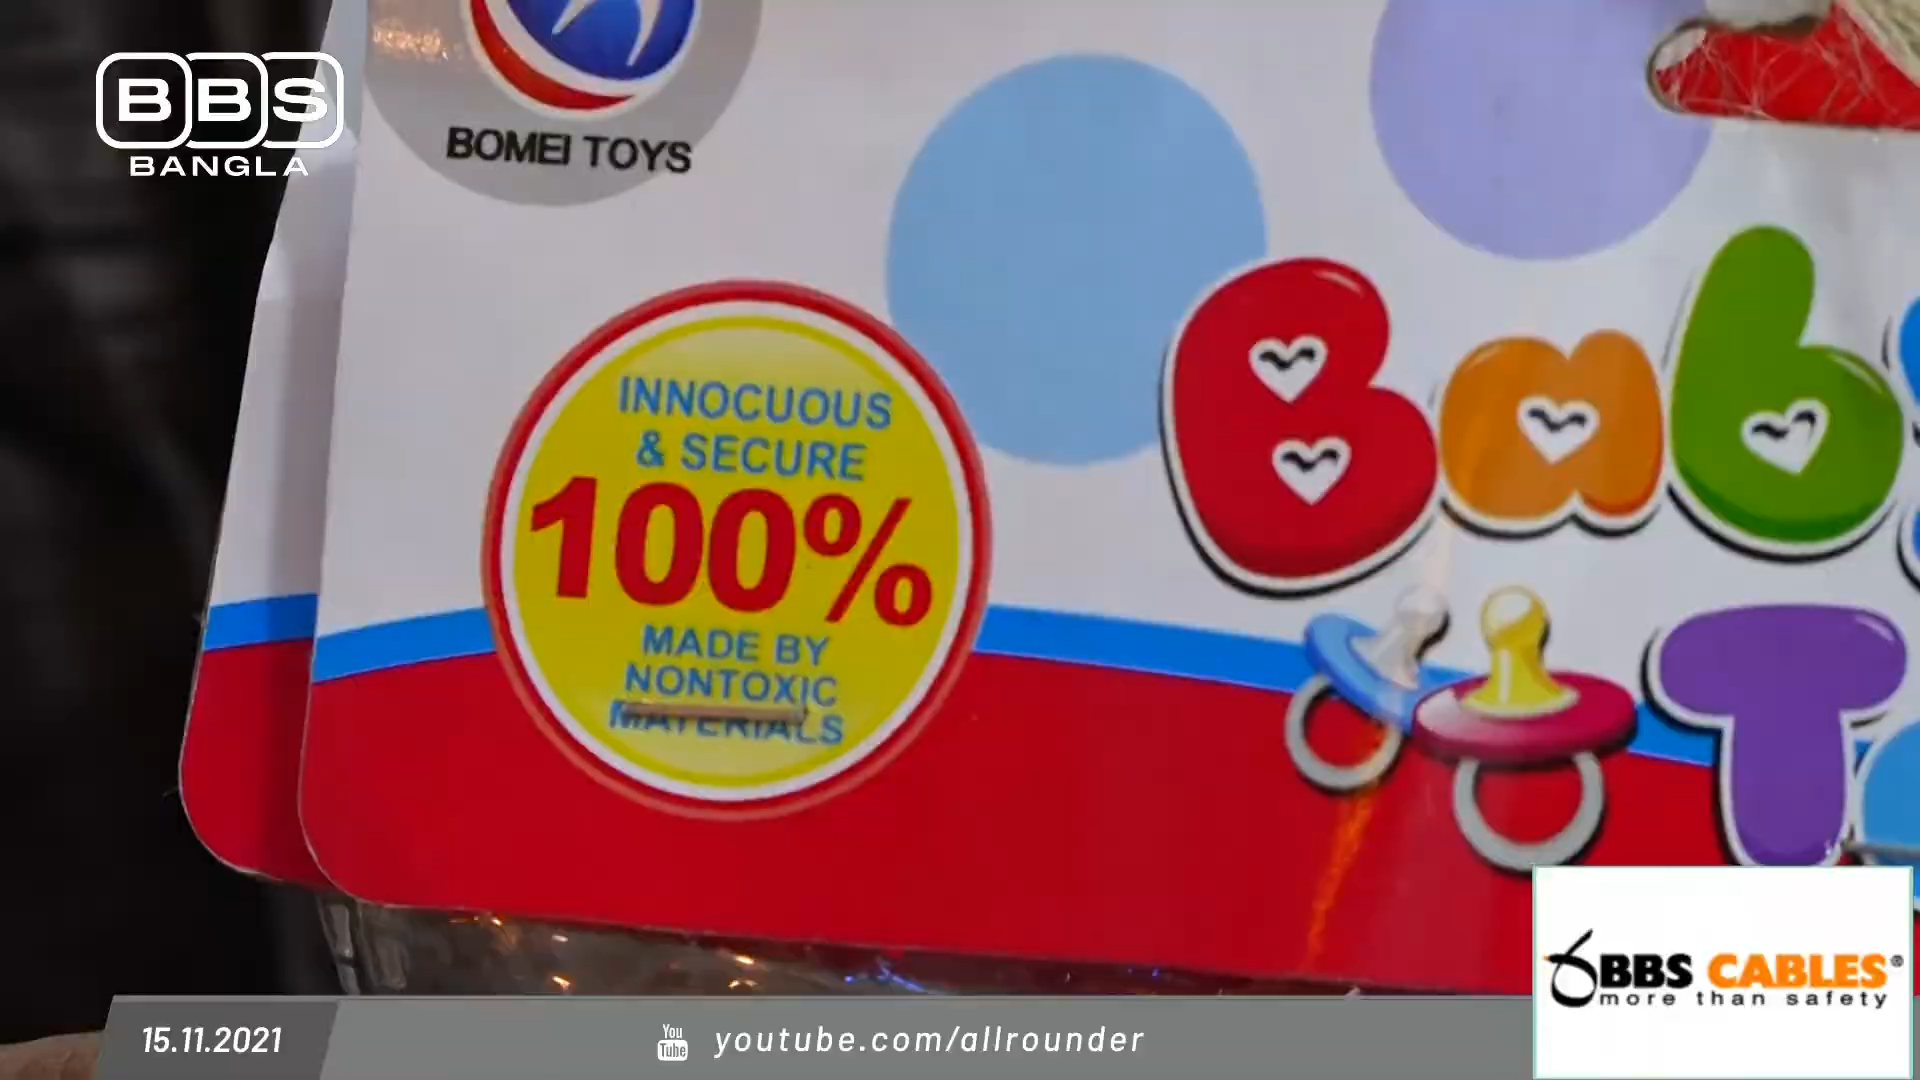 BBS
BANGLA
BOMEI TOYS
INNOCUOUS
& SECURE
100%
MADE BY
NONTOXIC
MATERIALS
Bab
T
BBS CABLES®
more than safety
15.11.2021
You
Tube
youtube.com/allrounder